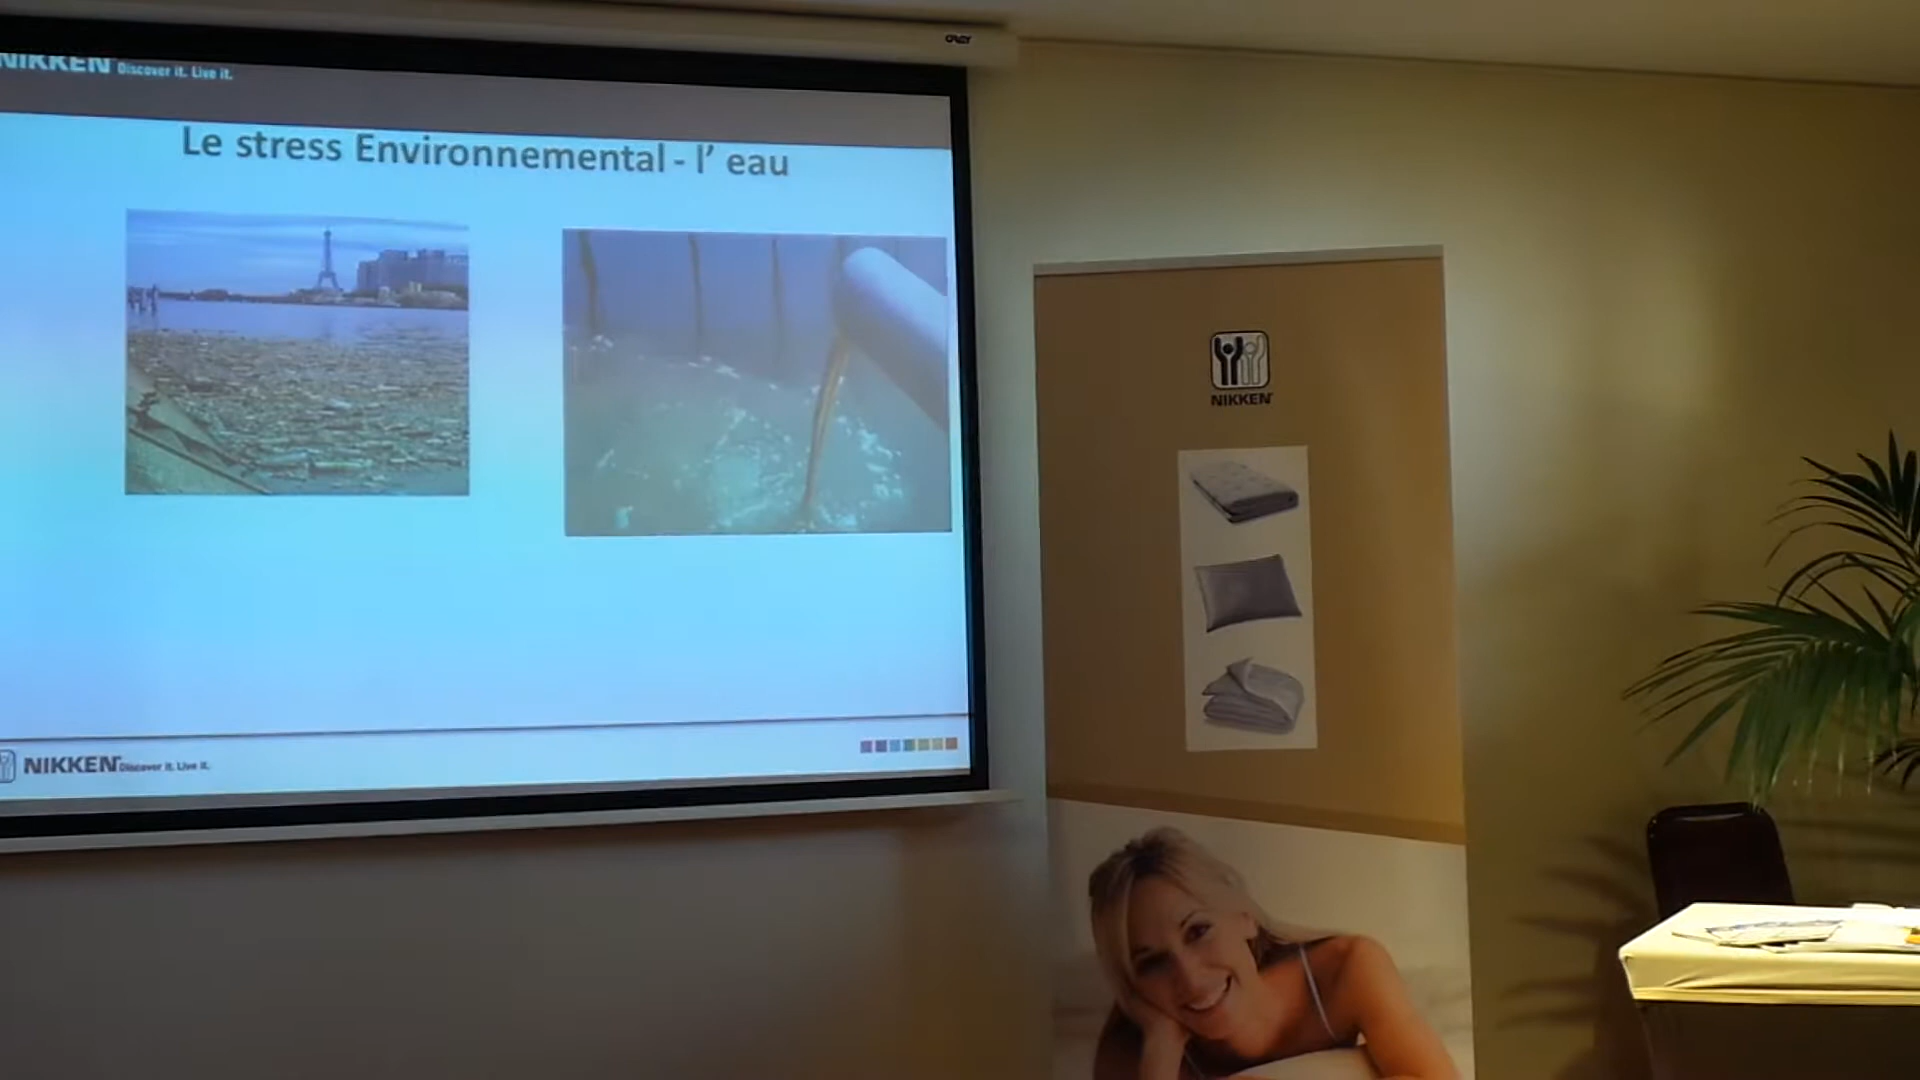 NIKKEN Discover it. Live it.
Le stress Environnemental - l’ eau
NIKKEN Discover it. Live it.
NIKKEN